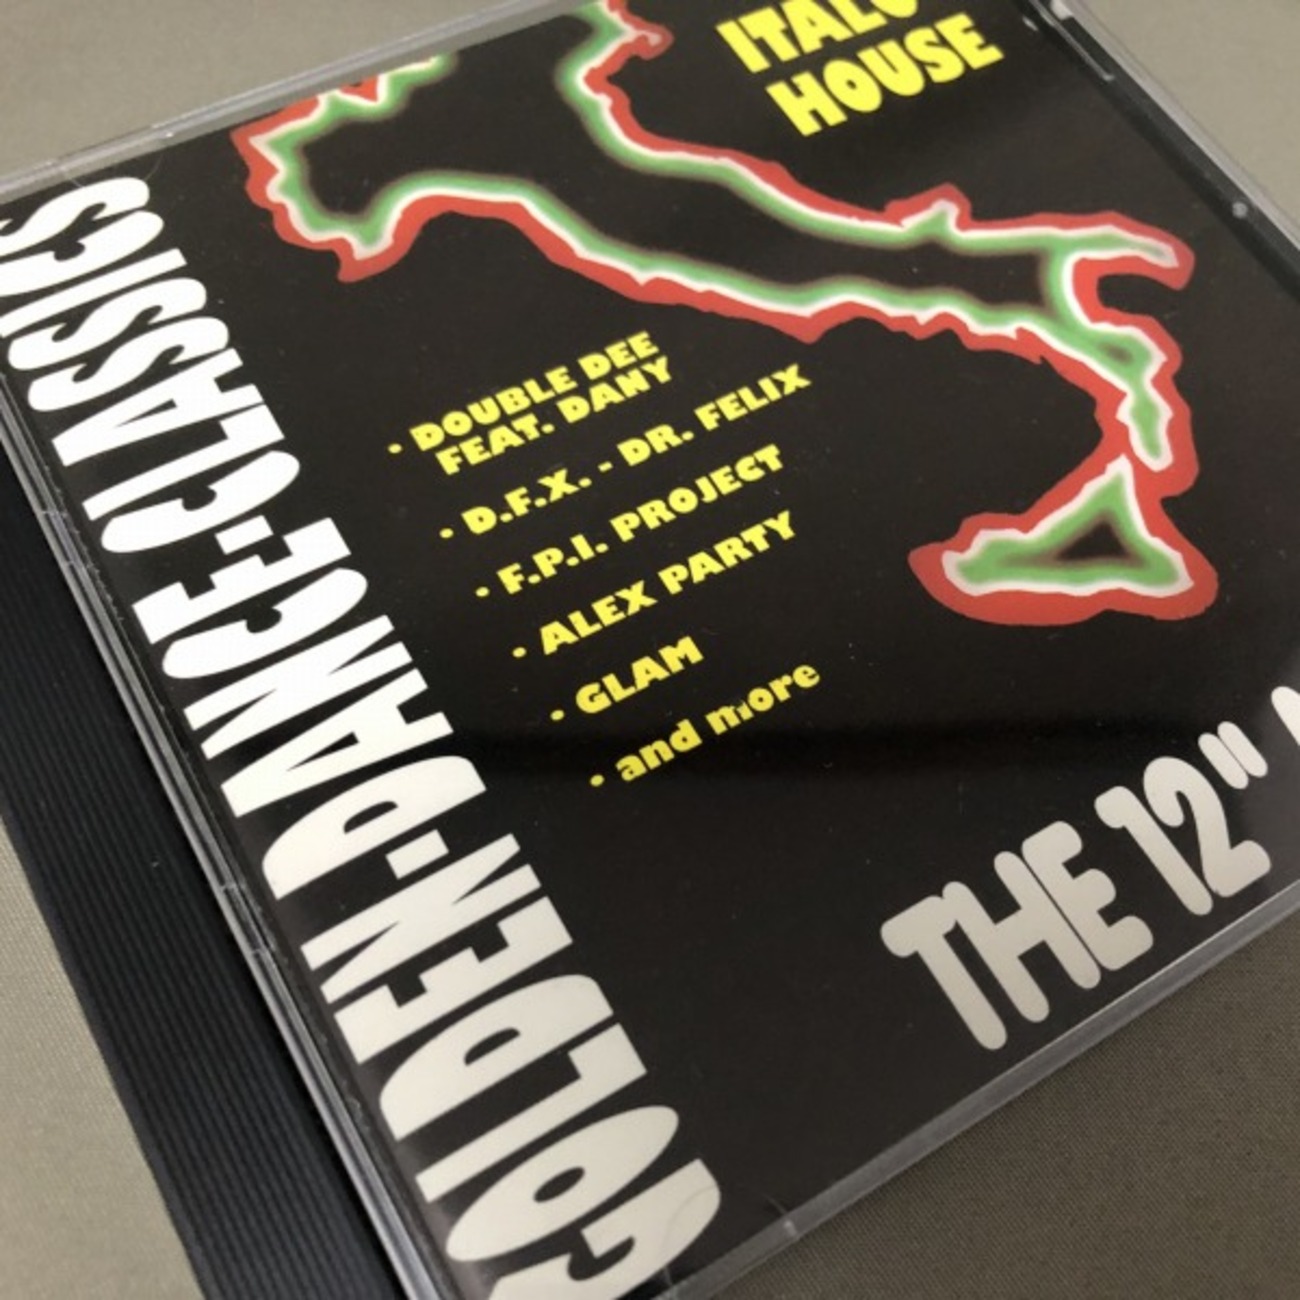 ITALO
HOUSE
GOLDEN-DANCE-CLASSICS
• DOUBLE DEE
FEAT. DANY
• D.F.X. - DR. FELIX
• F.P.I. PROJECT
• ALEX PARTY
• GLAM
• and more
THE 12"